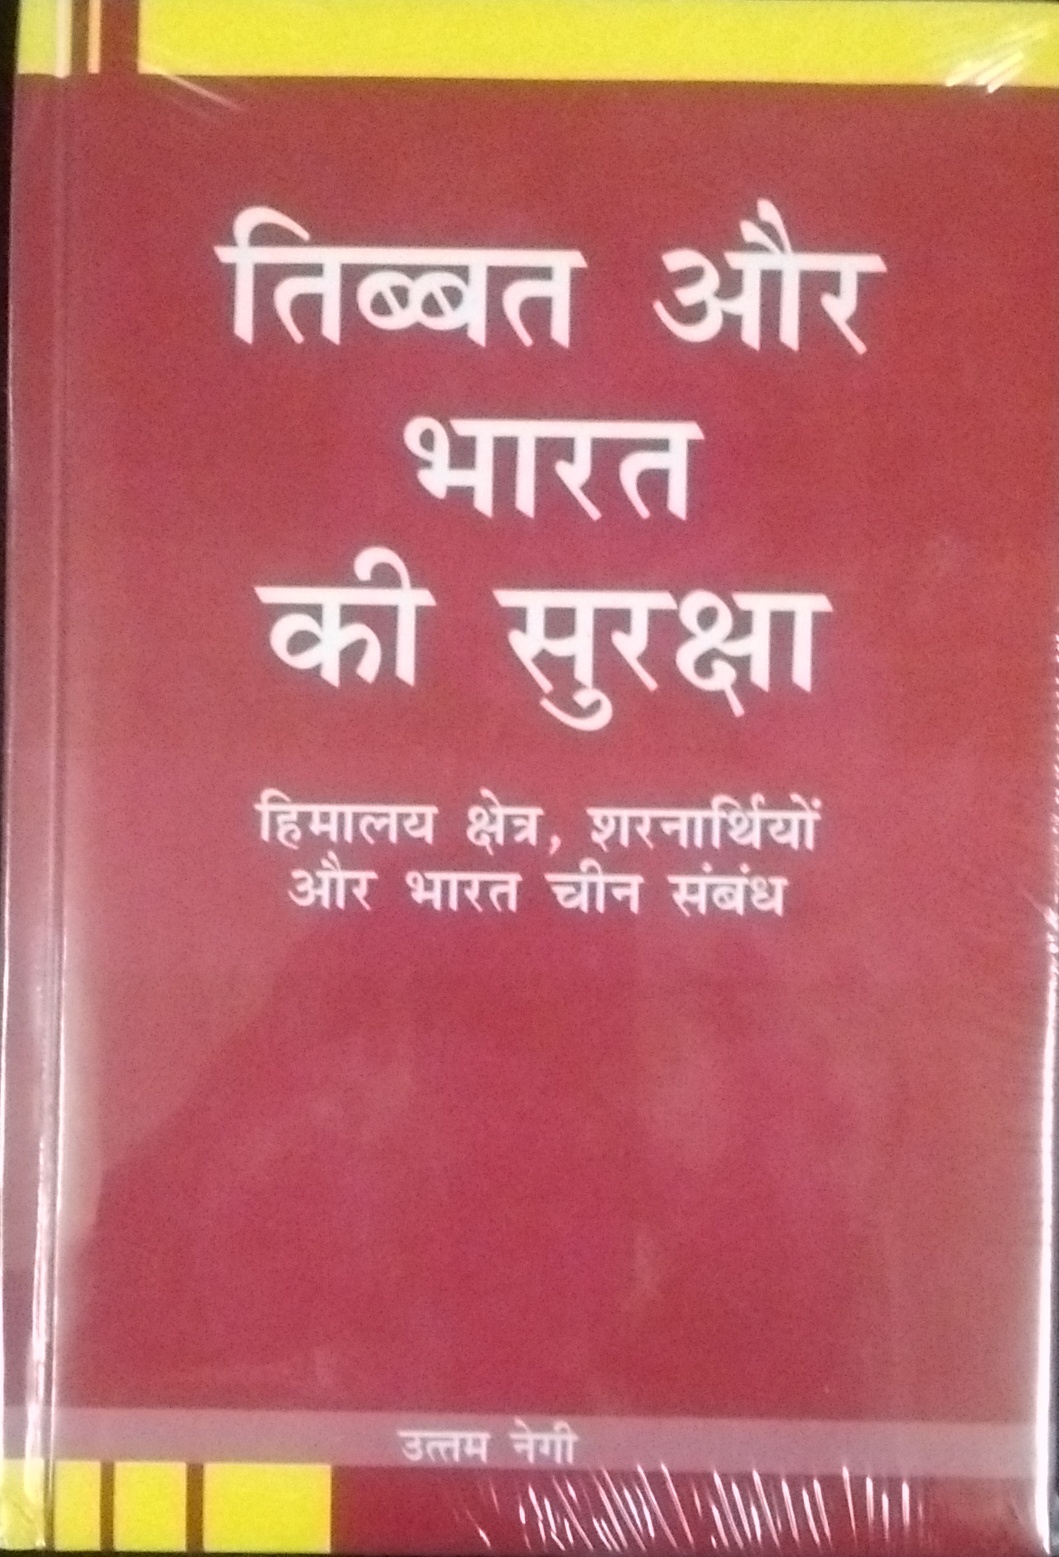 तिब्बत और
भारत
की सुरक्षा
हिमालय क्षेत्र, शरनार्थियों
और भारत चीन संबंध
उत्तम नेगी